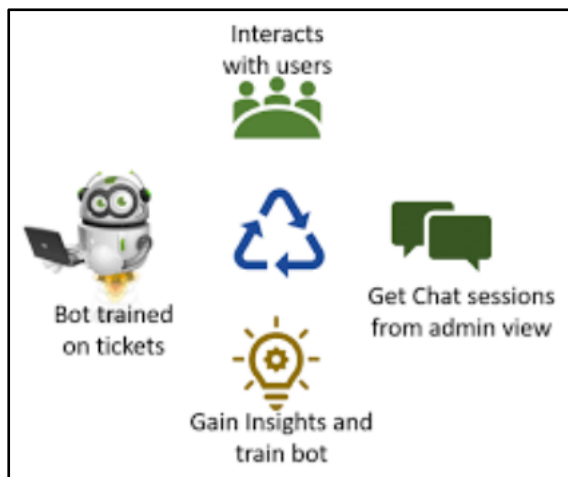 Interacts
with users
Bot trained
on tickets
Get Chat sessions
from admin view
Gain Insights and
train bot